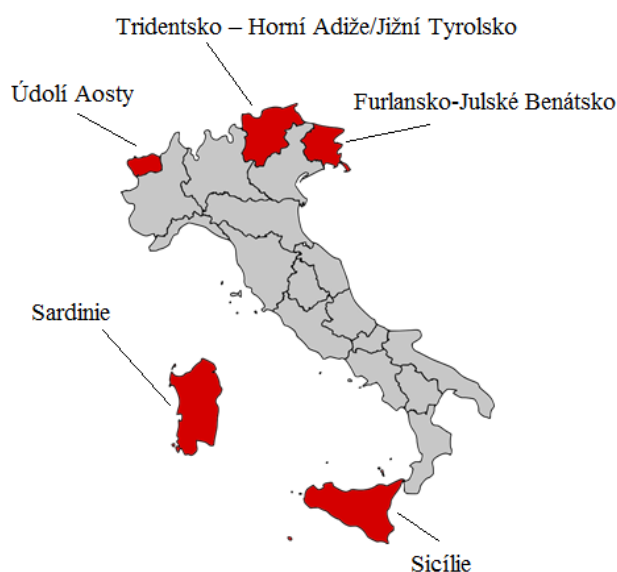 Tridentsko – Horní Adiže/Jižní Tyrolsko
Údolí Aosty
Furlansko-Julské Benátsko
Sardinie
Sicílie